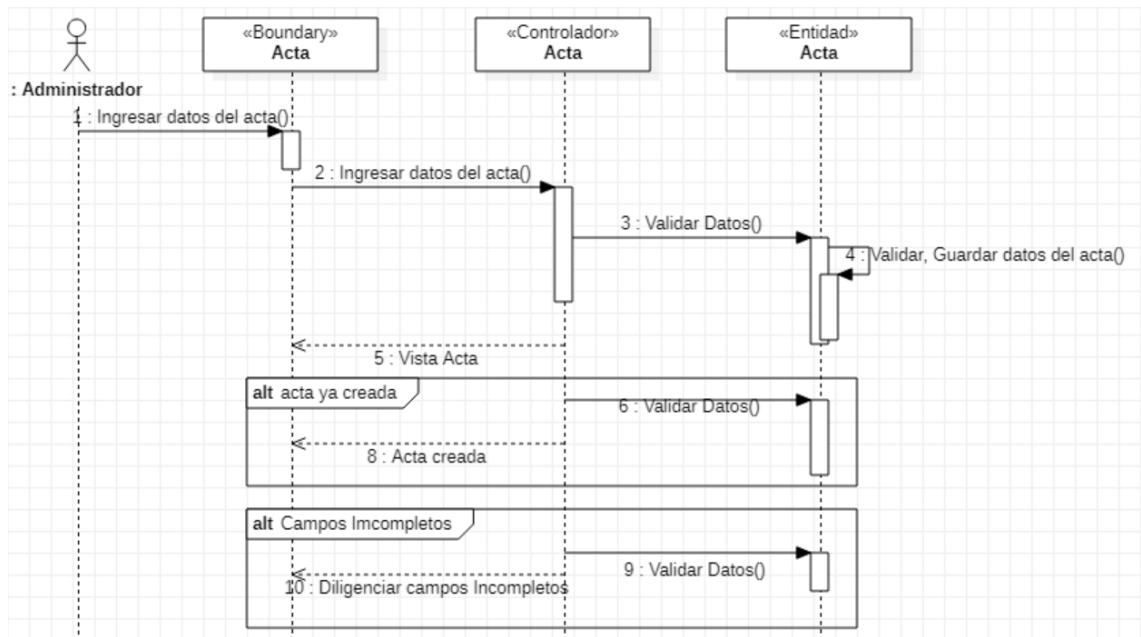 «Boundary»
Acta
«Controlador»
Acta
«Entidad»
Acta
: Administrador
1 : Ingresar datos del acta()
2 : Ingresar datos del acta()
3 : Validar Datos()
4 : Validar, Guardar datos del acta()
5 : Vista Acta
alt acta ya creada
6 : Validar Datos()
8 : Acta creada
alt Campos Imcompletos
9 : Validar Datos()
10 : Diligenciar campos Incompletos